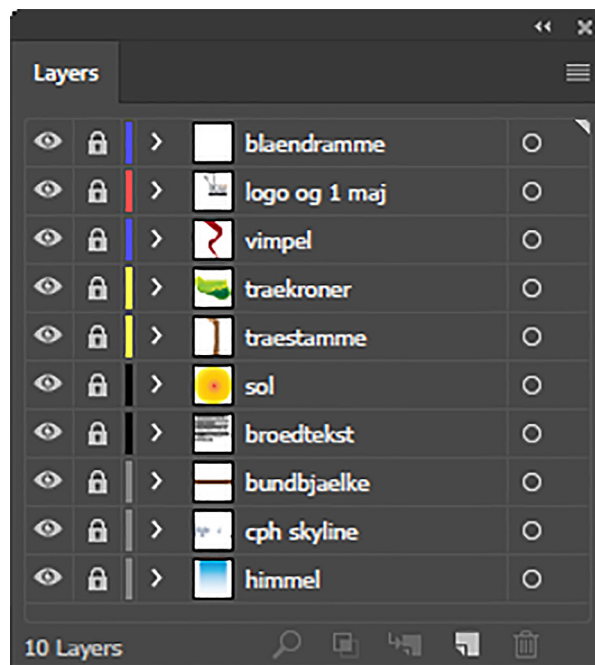 Layers
blaendramme
logo og 1 maj
vimpel
traekroner
traestamme
sol
broedtekst
bundbjaelke
cph skyline
himmel
10 Layers